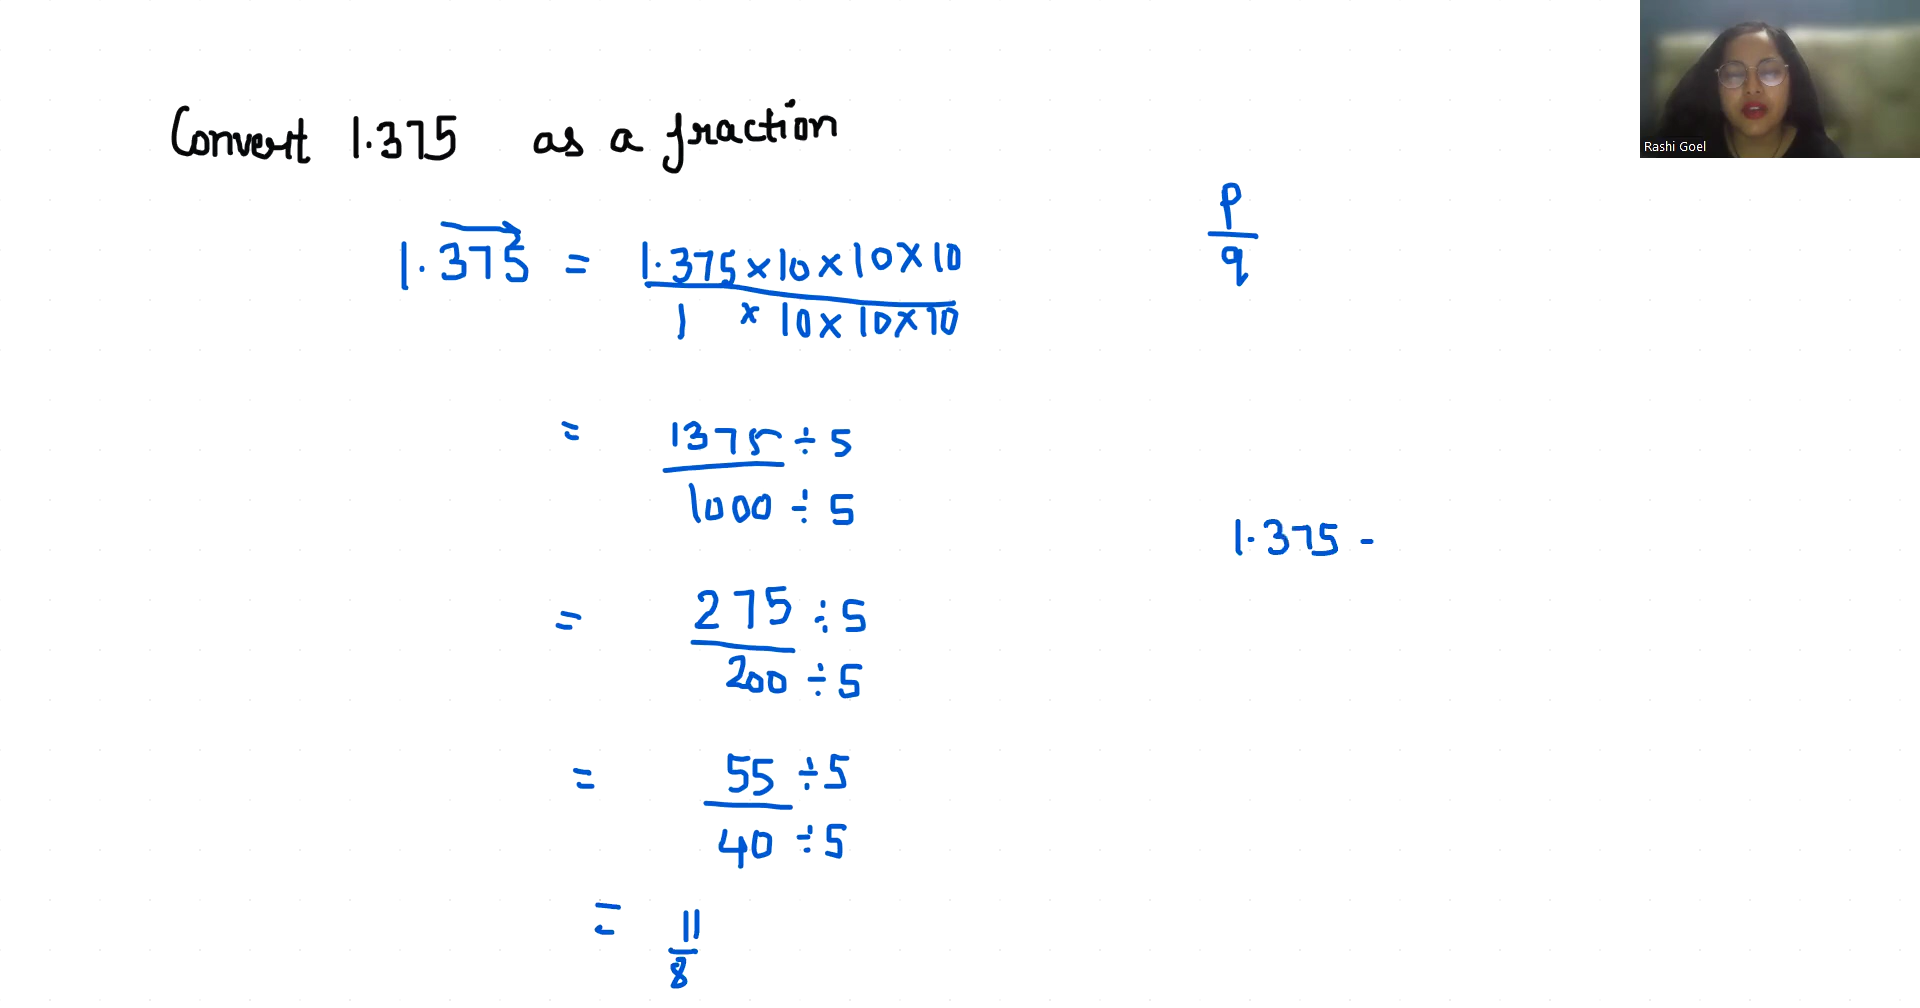 Convert 1.375 as a fraction
Rashi Goel
p
q
1.375 = 1.375 × 10 × 10 × 10
1 × 10 × 10 × 10
= 1375 ÷ 5
1000 ÷ 5
1.375 -
= 275 ÷ 5
200 ÷ 5
= 55 ÷ 5
40 ÷ 5
= 11
8